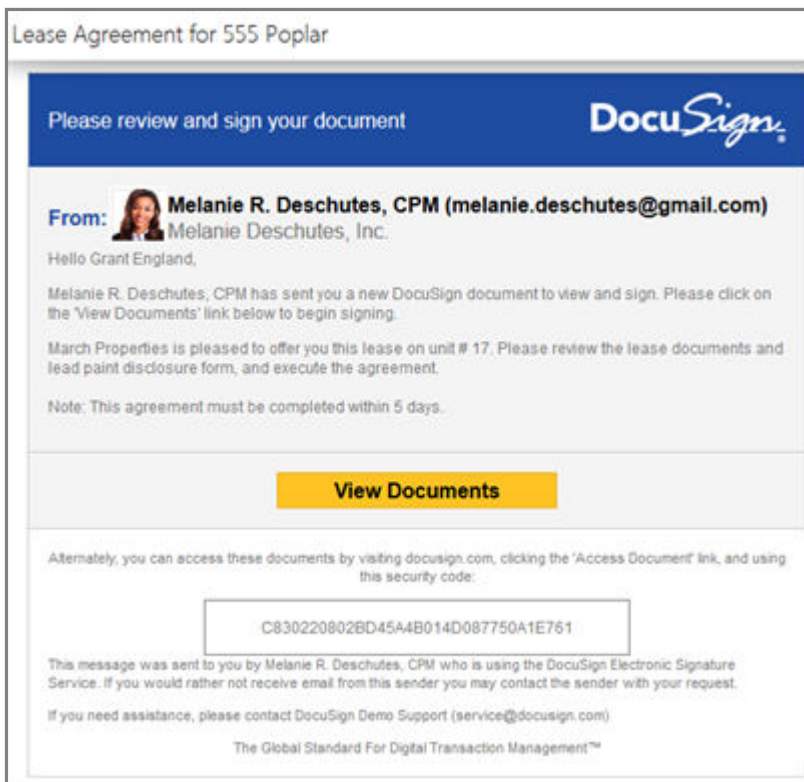 Lease Agreement for 555 Poplar
Please review and sign your document
DocuSign
From: Melanie R. Deschutes, CPM (melanie.deschutes@gmail.com)
Melanie Deschutes, Inc.
Hello Grant England,
Melanie R. Deschutes, CPM has sent you a new DocuSign document to view and sign. Please click on
the 'View Documents' link below to begin signing.
March Properties is pleased to offer you this lease on unit # 17. Please review the lease documents and
lead paint disclosure form, and execute the agreement.
Note: This agreement must be completed within 5 days.
View Documents
Alternately, you can access these documents by visiting docusign.com, clicking the 'Access Document' link, and using
this security code:
C830220802BD45A4B014D087750A1E761
This message was sent to you by Melanie R. Deschutes, CPM who is using the DocuSign Electronic Signature
Service. If you would rather not receive email from this sender you may contact the sender with your request.
If you need assistance, please contact DocuSign Demo Support (service@docusign.com)
The Global Standard For Digital Transaction Management™